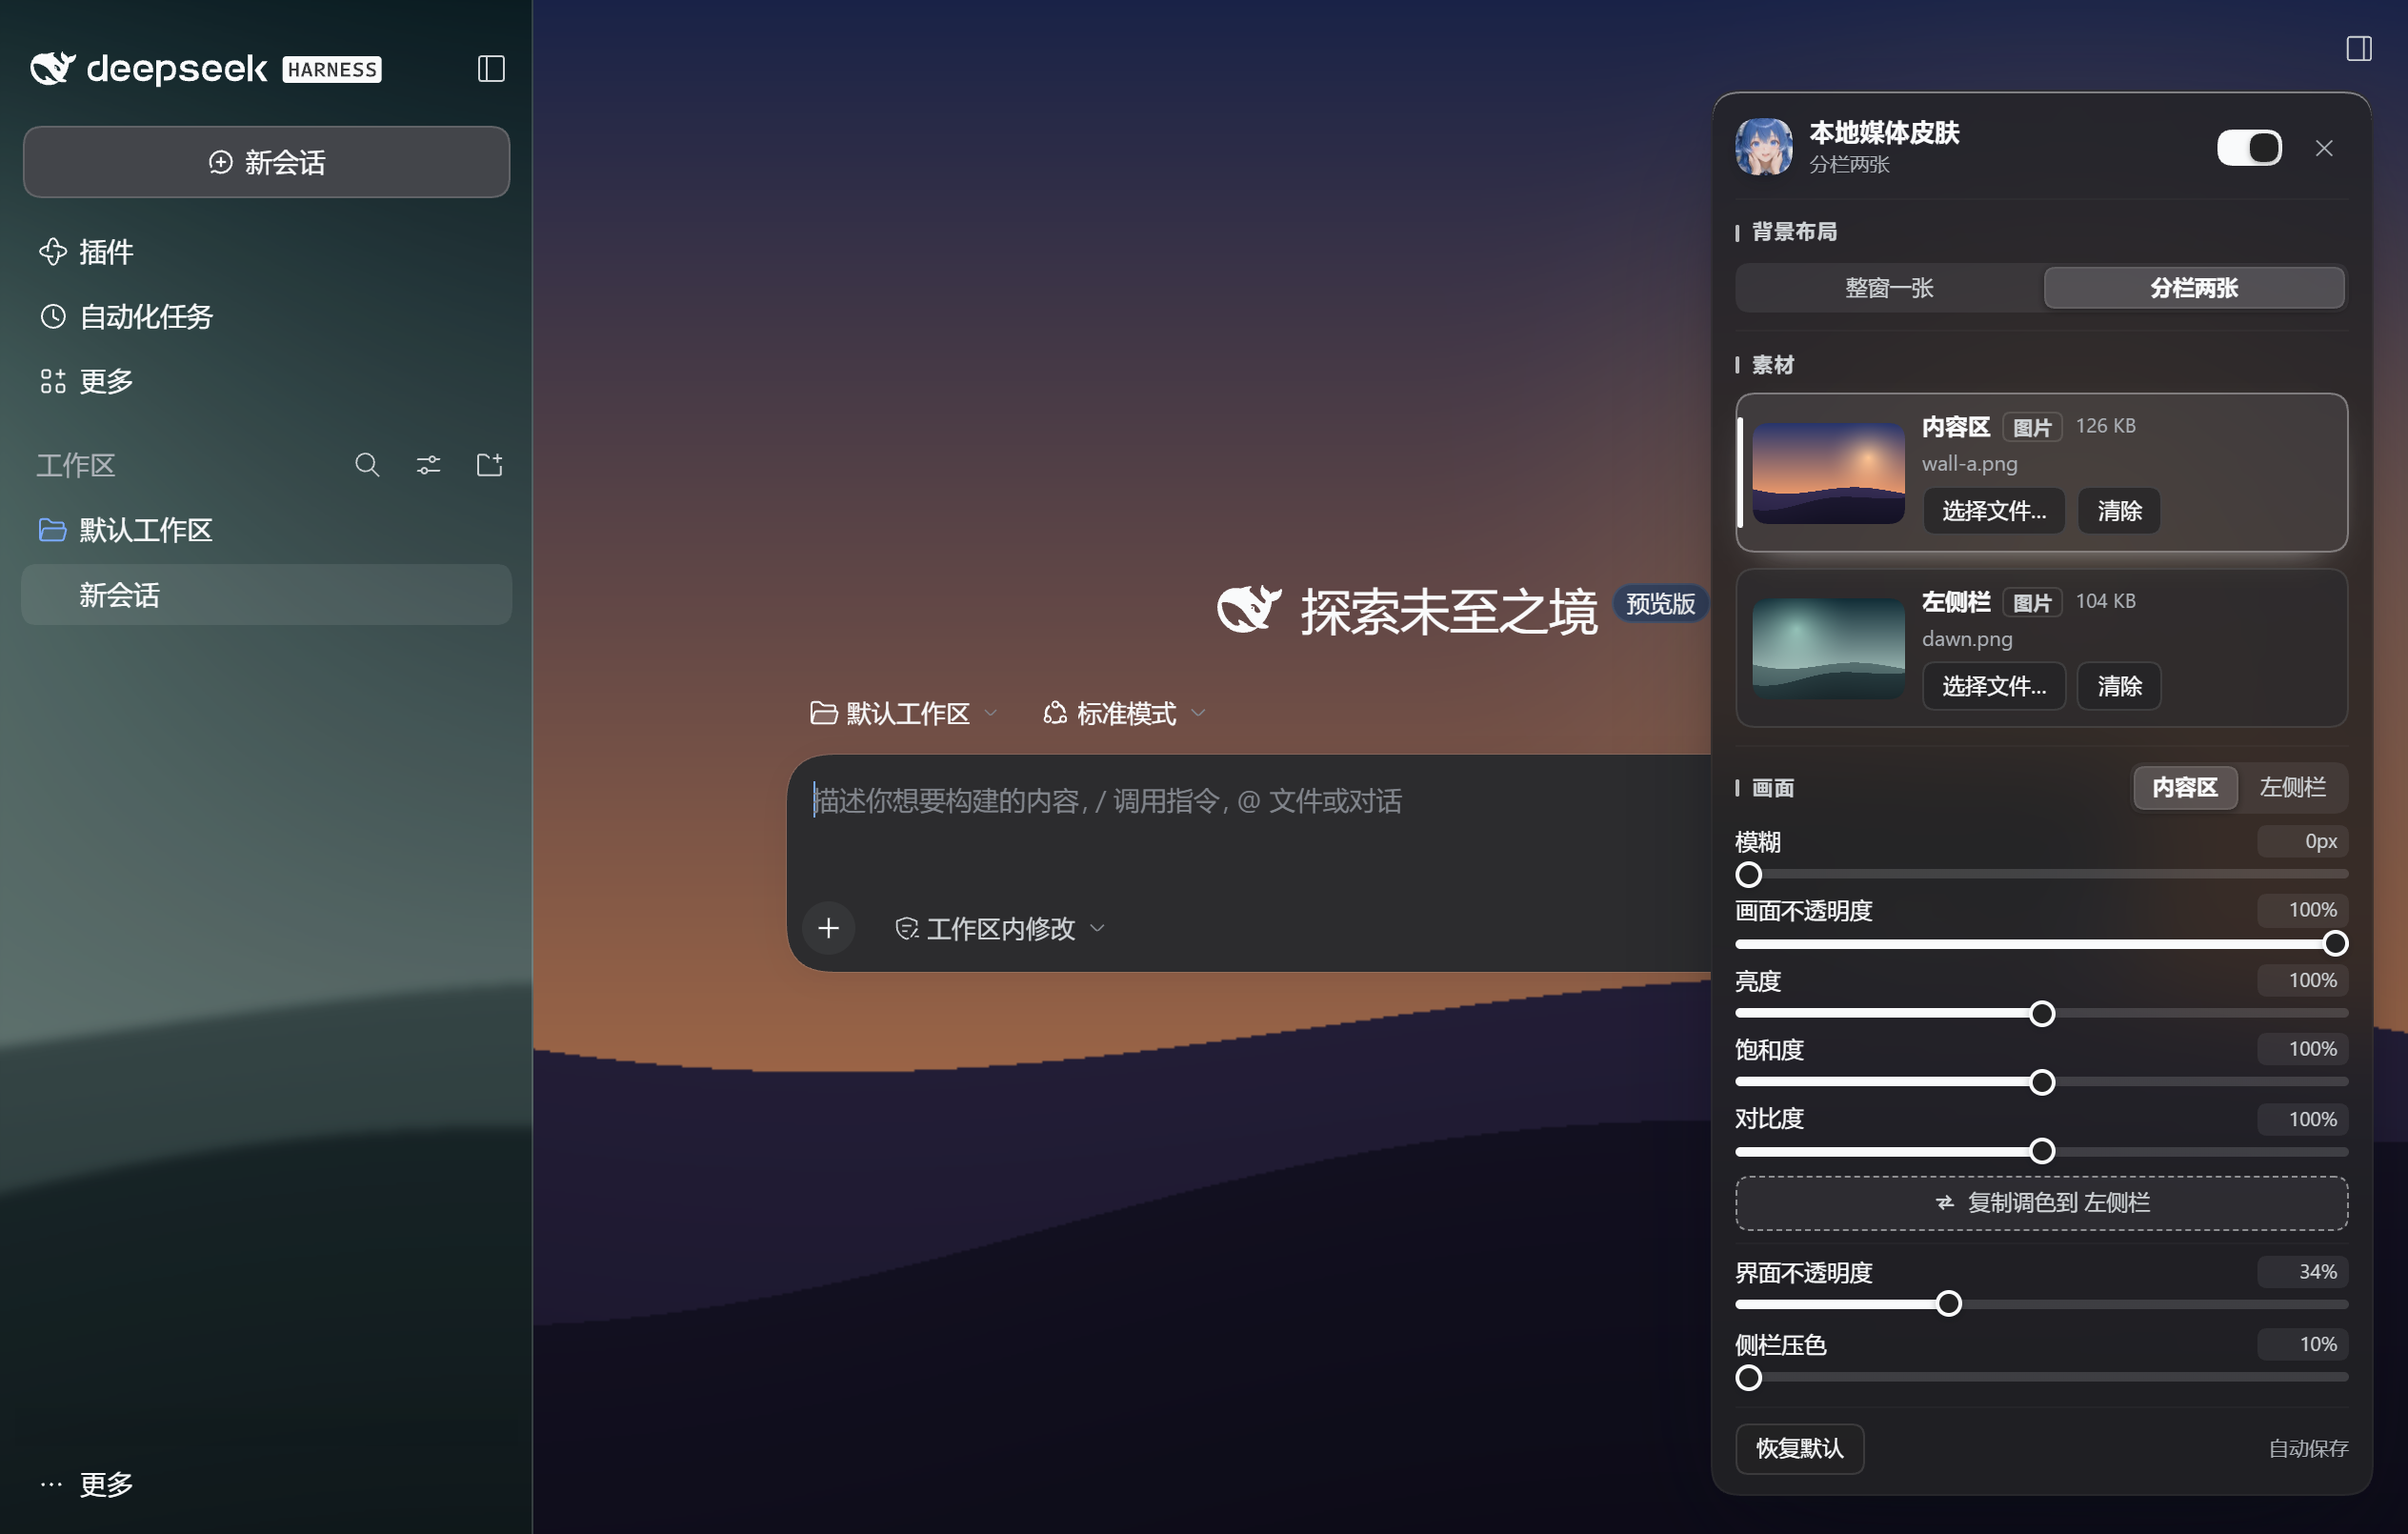 deepseek HARNESS
新会话
插件
自动化任务
更多
工作区
默认工作区
新会话
更多
探索未至之境 预览版
默认工作区 标准模式
描述你想要构建的内容, / 调用指令, @ 文件或对话
工作区内修改
本地媒体皮肤
分栏两张
背景布局
整窗一张 分栏两张
素材
内容区 图片 126 KB
wall-a.png
选择文件... 清除
左侧栏 图片 104 KB
dawn.png
选择文件... 清除
画面 内容区 左侧栏
模糊 0px
画面不透明度 100%
亮度 100%
饱和度 100%
对比度 100%
复制调色到 左侧栏
界面不透明度 34%
侧栏压色 10%
恢复默认 自动保存